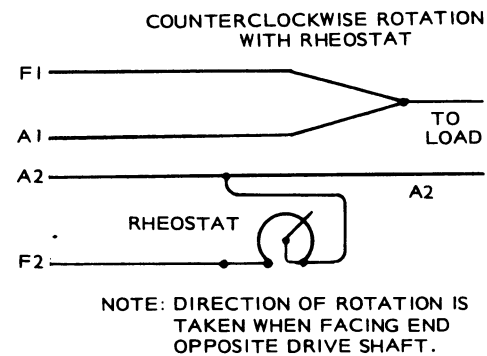 COUNTERCLOCKWISE ROTATION
WITH RHEOSTAT
F1
TO
LOAD
A1
A2
A2
RHEOSTAT
F2
NOTE: DIRECTION OF ROTATION IS
TAKEN WHEN FACING END
OPPOSITE DRIVE SHAFT.